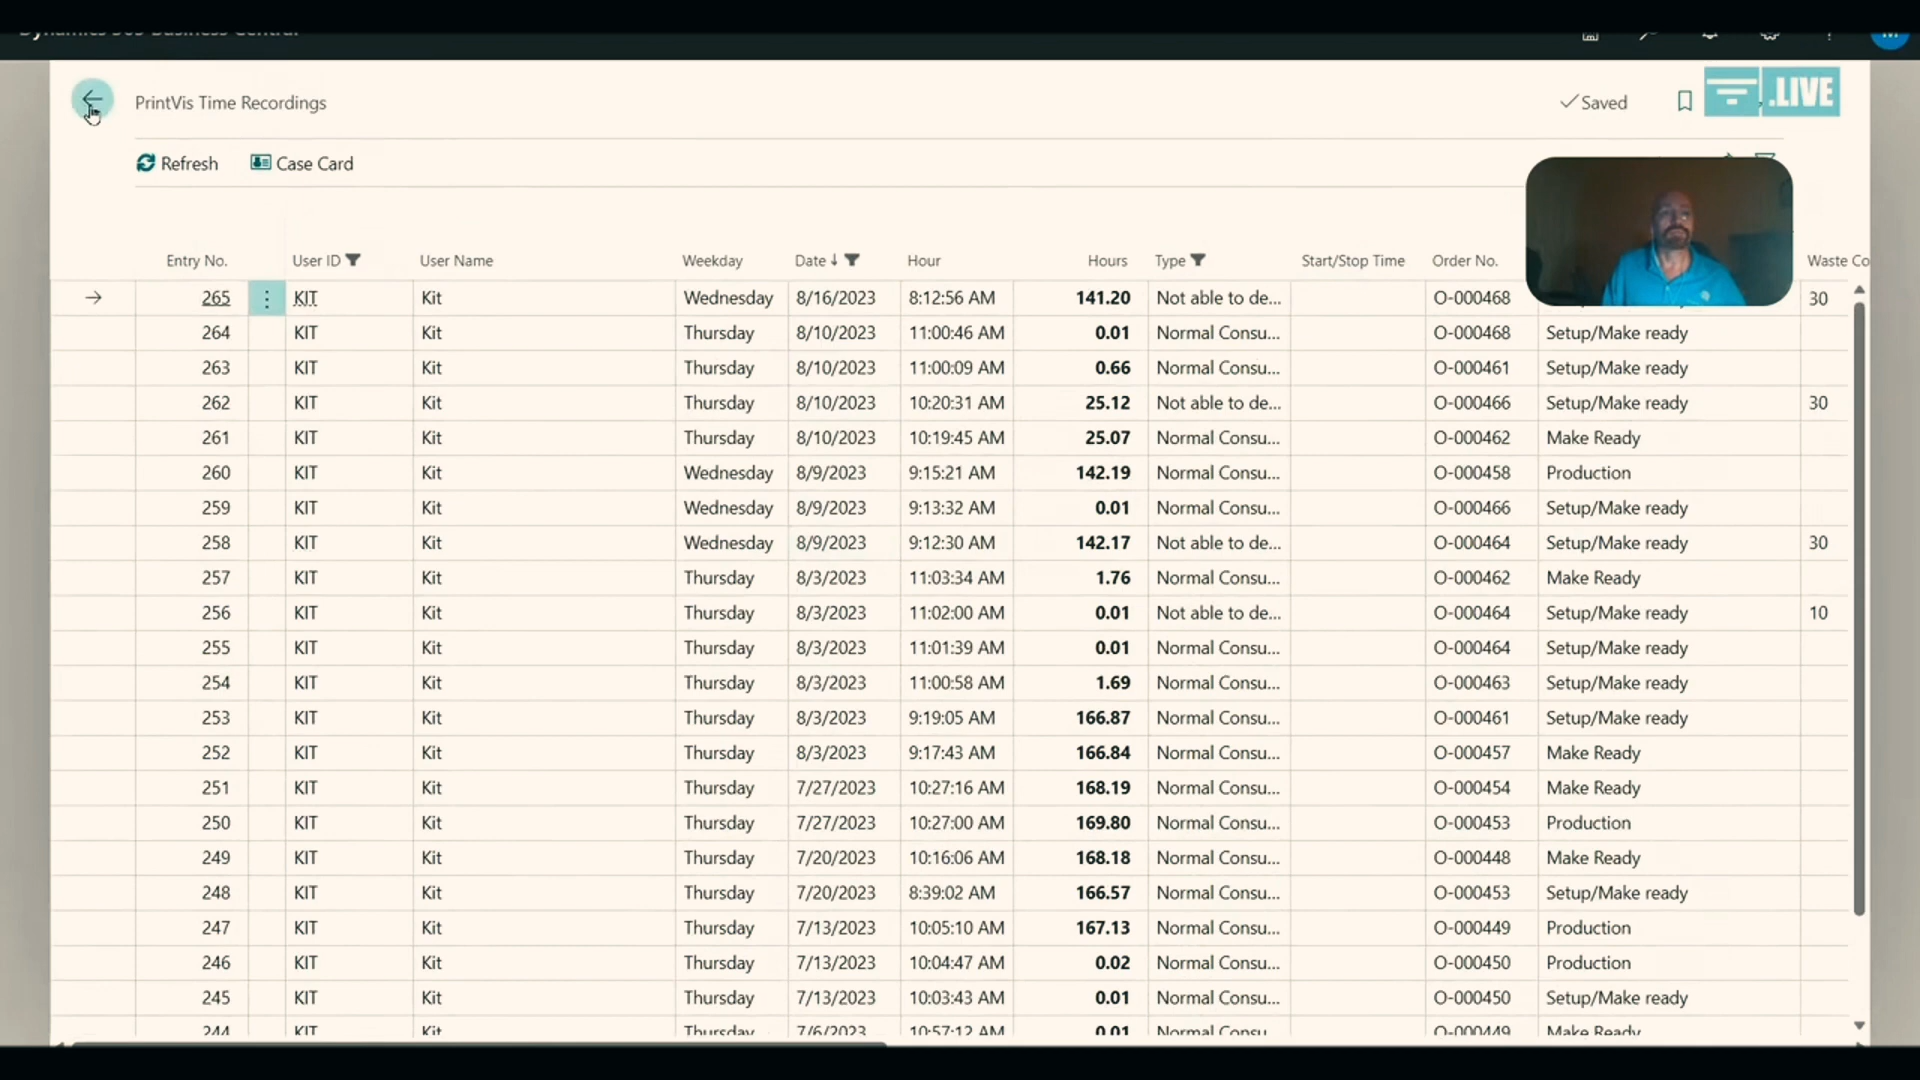 Dynamics 365 Business Central
PrintVis Time Recordings
Saved
.LIVE
Refresh Case Card
Entry No. User ID User Name Weekday Date Hour Hours Type Start/Stop Time Order No. Waste Co
265 KIT Kit Wednesday 8/16/2023 8:12:56 AM 141.20 Not able to de... O-000468 30
264 KIT Kit Thursday 8/10/2023 11:00:46 AM 0.01 Normal Consu... O-000468 Setup/Make ready
263 KIT Kit Thursday 8/10/2023 11:00:09 AM 0.66 Normal Consu... O-000461 Setup/Make ready
262 KIT Kit Thursday 8/10/2023 10:20:31 AM 25.12 Not able to de... O-000466 Setup/Make ready 30
261 KIT Kit Thursday 8/10/2023 10:19:45 AM 25.07 Normal Consu... O-000462 Make Ready
260 KIT Kit Wednesday 8/9/2023 9:15:21 AM 142.19 Normal Consu... O-000458 Production
259 KIT Kit Wednesday 8/9/2023 9:13:32 AM 0.01 Normal Consu... O-000466 Setup/Make ready
258 KIT Kit Wednesday 8/9/2023 9:12:30 AM 142.17 Not able to de... O-000464 Setup/Make ready 30
257 KIT Kit Thursday 8/3/2023 11:03:34 AM 1.76 Normal Consu... O-000462 Make Ready
256 KIT Kit Thursday 8/3/2023 11:02:00 AM 0.01 Not able to de... O-000464 Setup/Make ready 10
255 KIT Kit Thursday 8/3/2023 11:01:39 AM 0.01 Normal Consu... O-000464 Setup/Make ready
254 KIT Kit Thursday 8/3/2023 11:00:58 AM 1.69 Normal Consu... O-000463 Setup/Make ready
253 KIT Kit Thursday 8/3/2023 9:19:05 AM 166.87 Normal Consu... O-000461 Setup/Make ready
252 KIT Kit Thursday 8/3/2023 9:17:43 AM 166.84 Normal Consu... O-000457 Make Ready
251 KIT Kit Thursday 7/27/2023 10:27:16 AM 168.19 Normal Consu... O-000454 Make Ready
250 KIT Kit Thursday 7/27/2023 10:27:00 AM 169.80 Normal Consu... O-000453 Production
249 KIT Kit Thursday 7/20/2023 10:16:06 AM 168.18 Normal Consu... O-000448 Make Ready
248 KIT Kit Thursday 7/20/2023 8:39:02 AM 166.57 Normal Consu... O-000453 Setup/Make ready
247 KIT Kit Thursday 7/13/2023 10:05:10 AM 167.13 Normal Consu... O-000449 Production
246 KIT Kit Thursday 7/13/2023 10:04:47 AM 0.02 Normal Consu... O-000450 Production
245 KIT Kit Thursday 7/13/2023 10:03:43 AM 0.01 Normal Consu... O-000450 Setup/Make ready
244 KIT Kit Thursday 7/6/2023 10:57:12 AM 0.01 Normal Consu O-000449 Make Ready